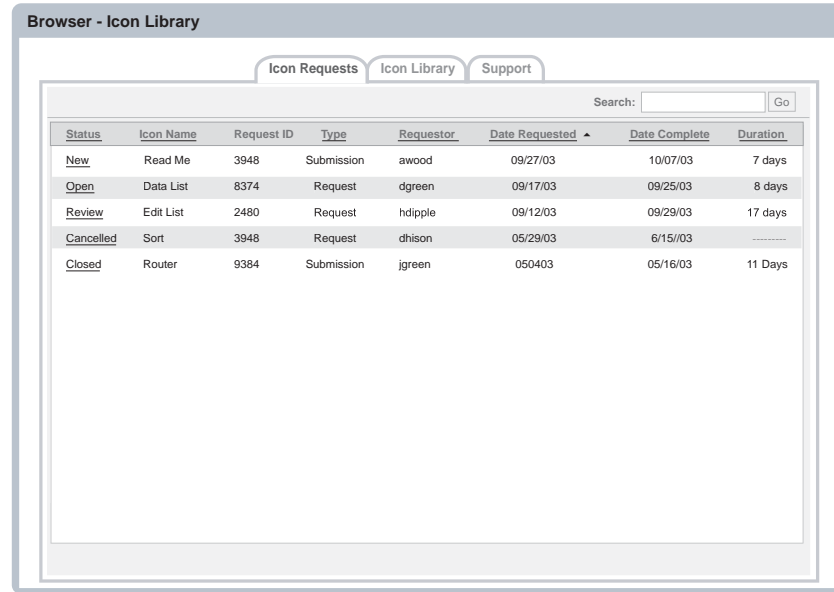 Browser - Icon Library
Icon Requests Icon Library Support
Search: Go
Status Icon Name Request ID Type Requestor Date Requested Date Complete Duration
New Read Me 3948 Submission awood 09/27/03 10/07/03 7 days
Open Data List 8374 Request dgreen 09/17/03 09/25/03 8 days
Review Edit List 2480 Request hdipple 09/12/03 09/29/03 17 days
Cancelled Sort 3948 Request dhison 05/29/03 6/15//03 ---------
Closed Router 9384 Submission jgreen 050403 05/16/03 11 Days